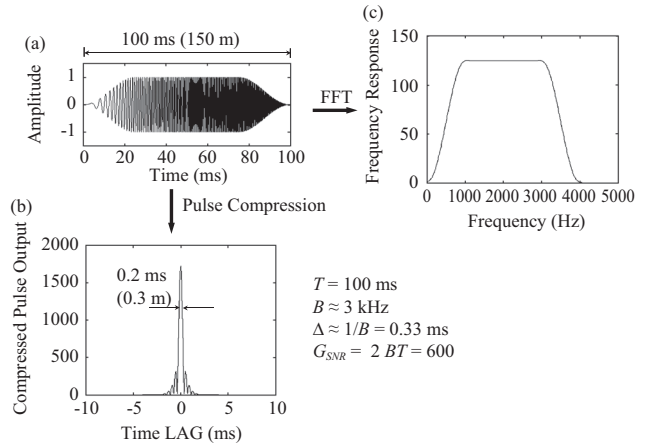 (a)
100 ms (150 m)
Amplitude
1
0
-1
0 20 40 60 80 100
Time (ms)
FFT
(c)
Frequency Response
150
100
50
0
0 1000 2000 3000 4000 5000
Frequency (Hz)
Pulse Compression
(b)
Compressed Pulse Output
2000
1500
1000
500
0
0.2 ms
(0.3 m)
-10 -5 0 5 10
Time LAG (ms)
T = 100 ms
B ≈ 3 kHz
Δ ≈ 1/B = 0.33 ms
G_SNR = 2 BT = 600